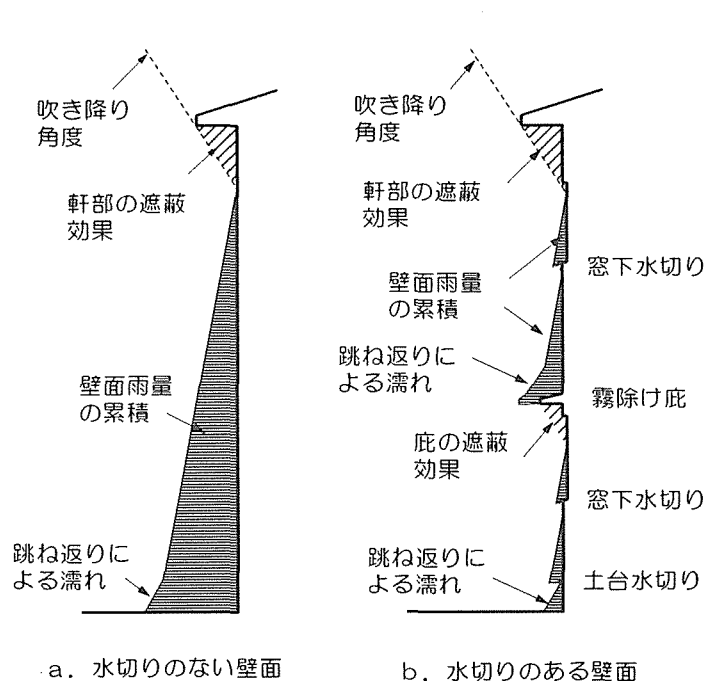 吹き降り
角度
軒部の遮蔽
効果
壁面雨量
の累積
跳ね返りに
よる濡れ
a．水切りのない壁面
吹き降り
角度
軒部の遮蔽
効果
窓下水切り
壁面雨量
の累積
跳ね返りに
よる濡れ
霧除け庇
庇の遮蔽
効果
窓下水切り
跳ね返りに
よる濡れ
土台水切り
b．水切りのある壁面